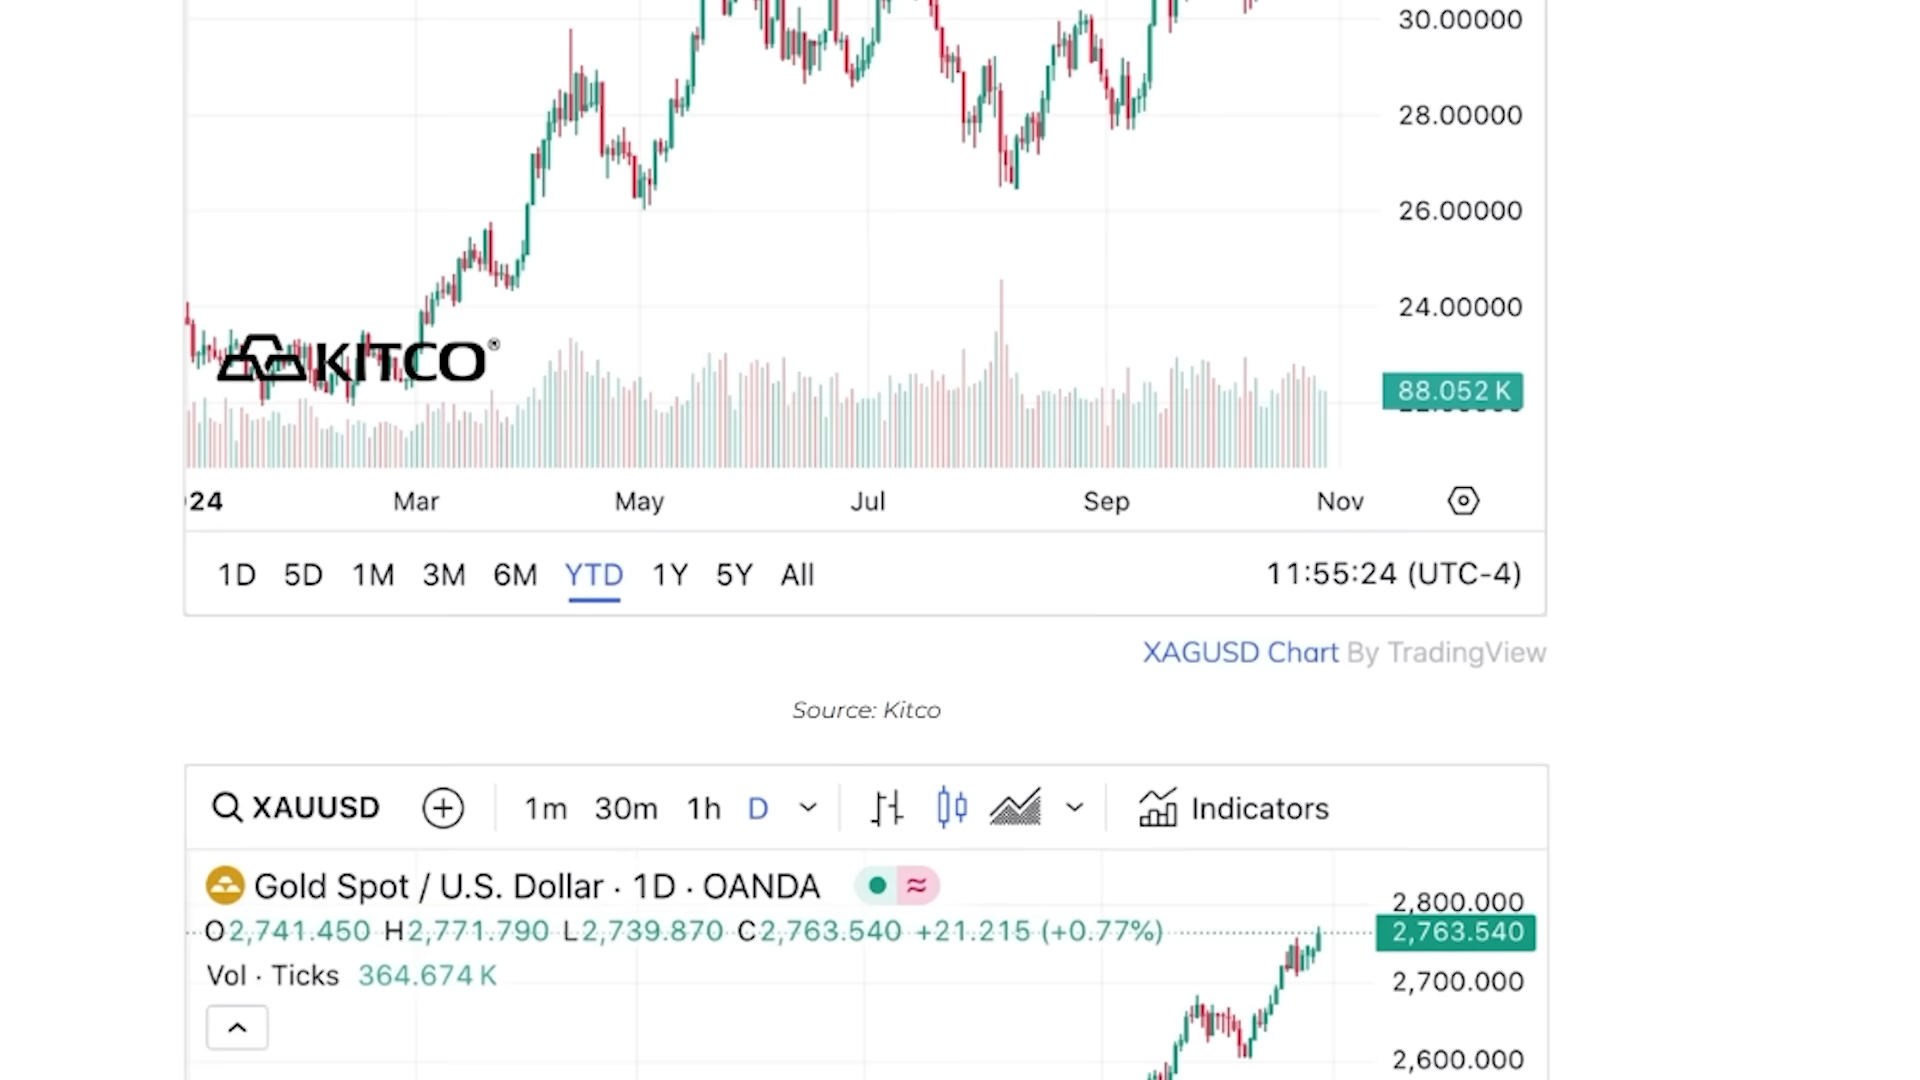 30.00000
28.00000
26.00000
24.00000
KITCO®
88.052 K
24 Mar May Jul Sep Nov
1D 5D 1M 3M 6M YTD 1Y 5Y All 11:55:24 (UTC-4)
XAGUSD Chart By TradingView
Source: Kitco
XAUUSD 1m 30m 1h D Indicators
Gold Spot / U.S. Dollar · 1D · OANDA
2,800.000
O2,741.450 H2,771.790 L2,739.870 C2,763.540 +21.215 (+0.77%) 2,763.540
Vol · Ticks 364.674 K
2,700.000
2,600.000